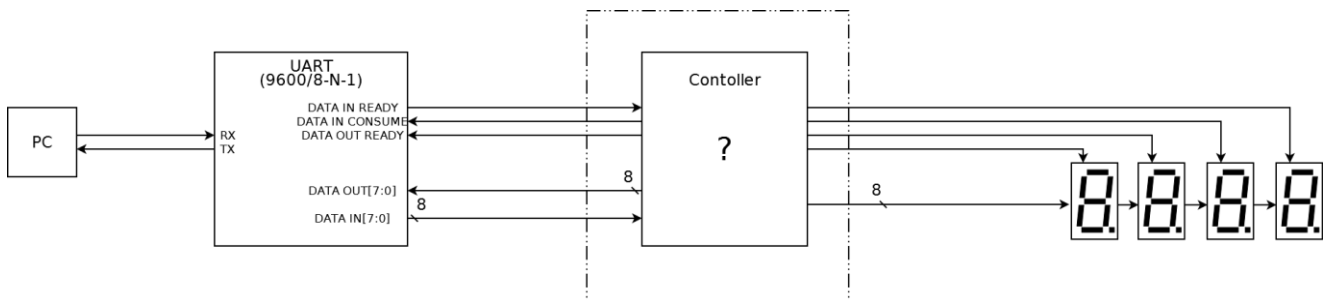 PC
UART
(9600/8-N-1)
DATA IN READY
DATA IN CONSUME
DATA OUT READY
RX
TX
DATA OUT[7:0]
DATA IN[7:0]
8
8
Contoller
?
8